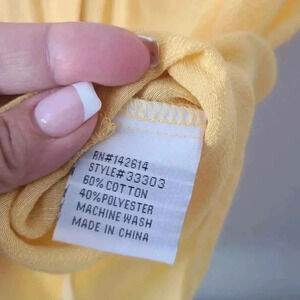 RN#142614
STYLE#33303
60%COTTON
40%POLYESTER
MACHINE WASH
MADE IN CHINA